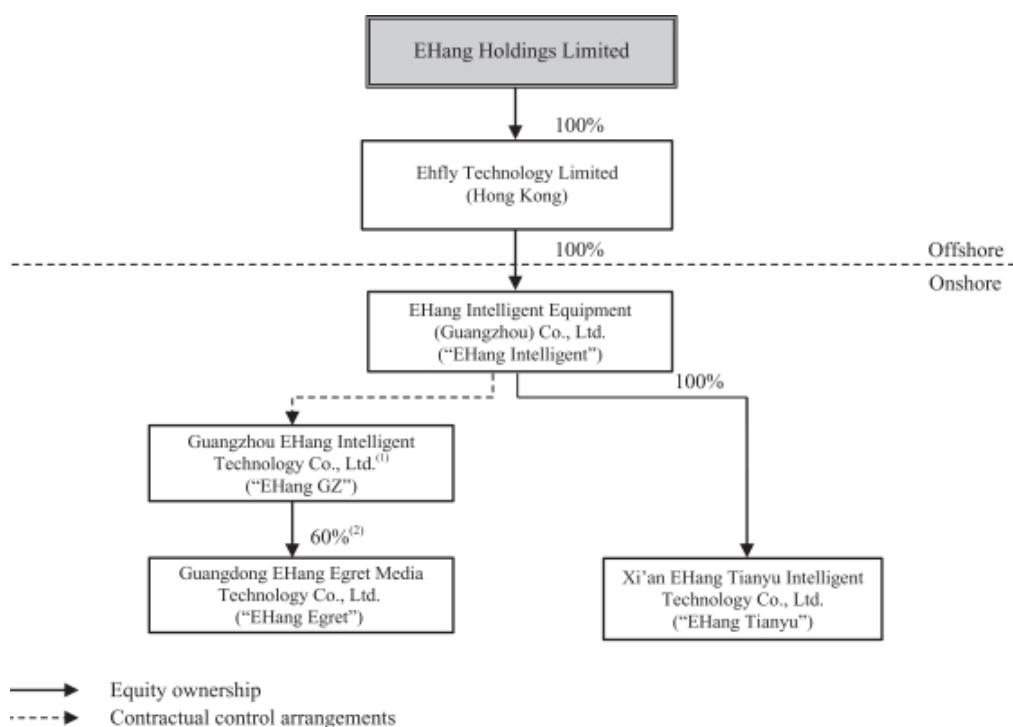 EHang Holdings Limited
100%
Ehfly Technology Limited
(Hong Kong)
100%
Offshore
Onshore
EHang Intelligent Equipment
(Guangzhou) Co., Ltd.
(“EHang Intelligent”)
100%
Guangzhou EHang Intelligent
Technology Co., Ltd.(1)
(“EHang GZ”)
60%(2)
Guangdong EHang Egret Media
Technology Co., Ltd.
(“EHang Egret”)
Xi’an EHang Tianyu Intelligent
Technology Co., Ltd.
(“EHang Tianyu”)
Equity ownership
Contractual control arrangements